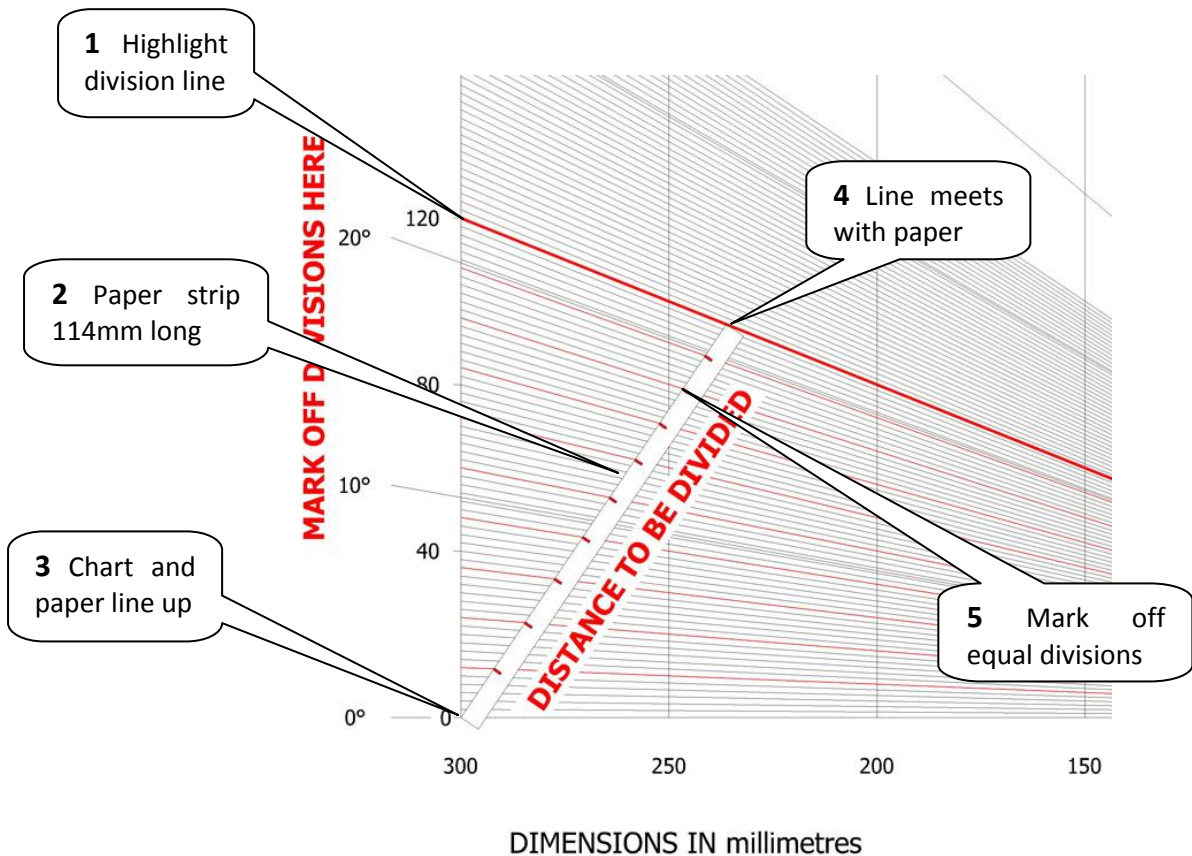 1 Highlight
division line
MARK OFF DIVISIONS HERE
120
20°
4 Line meets
with paper
2 Paper strip
114mm long
80
DISTANCE TO BE DIVIDED
10°
40
3 Chart and
paper line up
5 Mark off
equal divisions
0°
0
300
250
200
150
DIMENSIONS IN millimetres